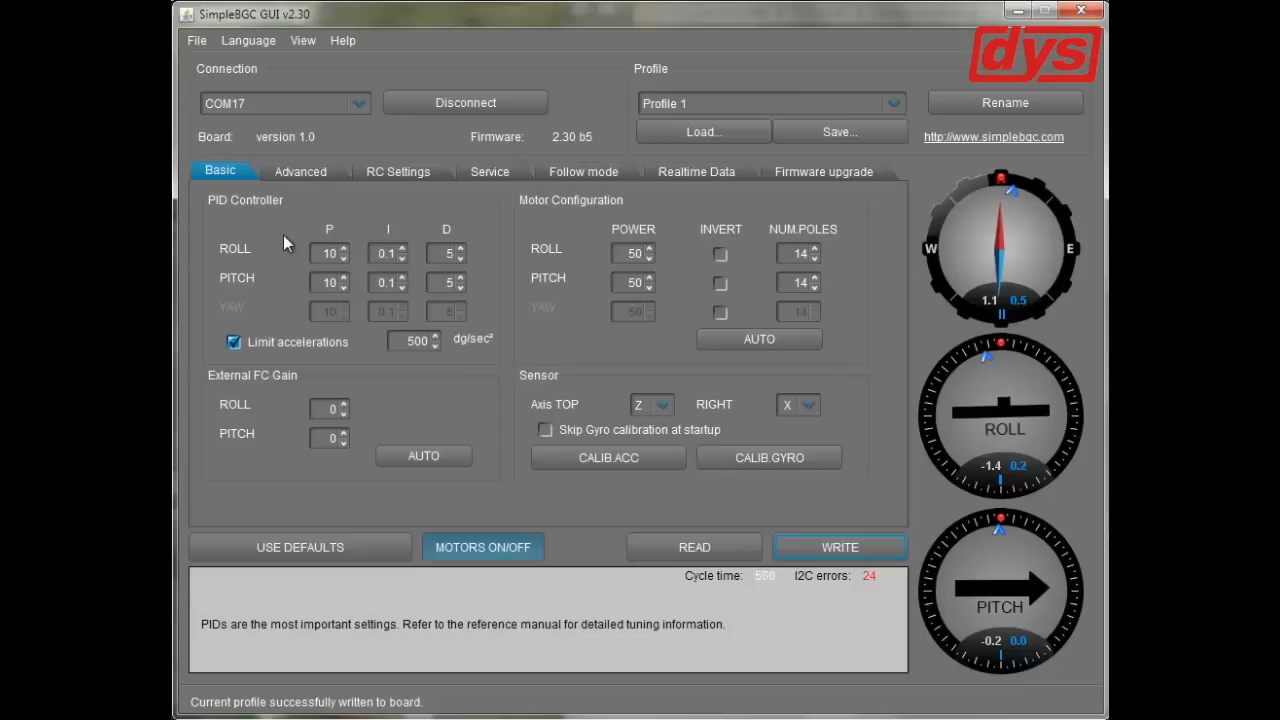 SimpleBGC GUI v2.30
File Language View Help
dys
Connection
Profile
COM17 Disconnect
Profile 1 Rename
Board: version 1.0 Firmware: 2.30 b5
Load... Save...
http://www.simplebgc.com
Basic Advanced RC Settings Service Follow mode Realtime Data Firmware upgrade
PID Controller
P I D
ROLL 10 0.1 5
PITCH 10 0.1 5
YAW 10 0.1 5
Limit accelerations 500 dg/sec²
Motor Configuration
POWER INVERT NUM.POLES
ROLL 50 14
PITCH 50 14
YAW 50 14
AUTO
External FC Gain
ROLL 0
PITCH 0
AUTO
Sensor
Axis TOP Z RIGHT X
Skip Gyro calibration at startup
CALIB.ACC CALIB.GYRO
W E
1.1 0.5
ROLL
-1.4 0.2
PITCH
-0.2 0.0
USE DEFAULTS MOTORS ON/OFF READ WRITE
Cycle time: 550 I2C errors: 24
PIDs are the most important settings. Refer to the reference manual for detailed tuning information.
Current profile successfully written to board.